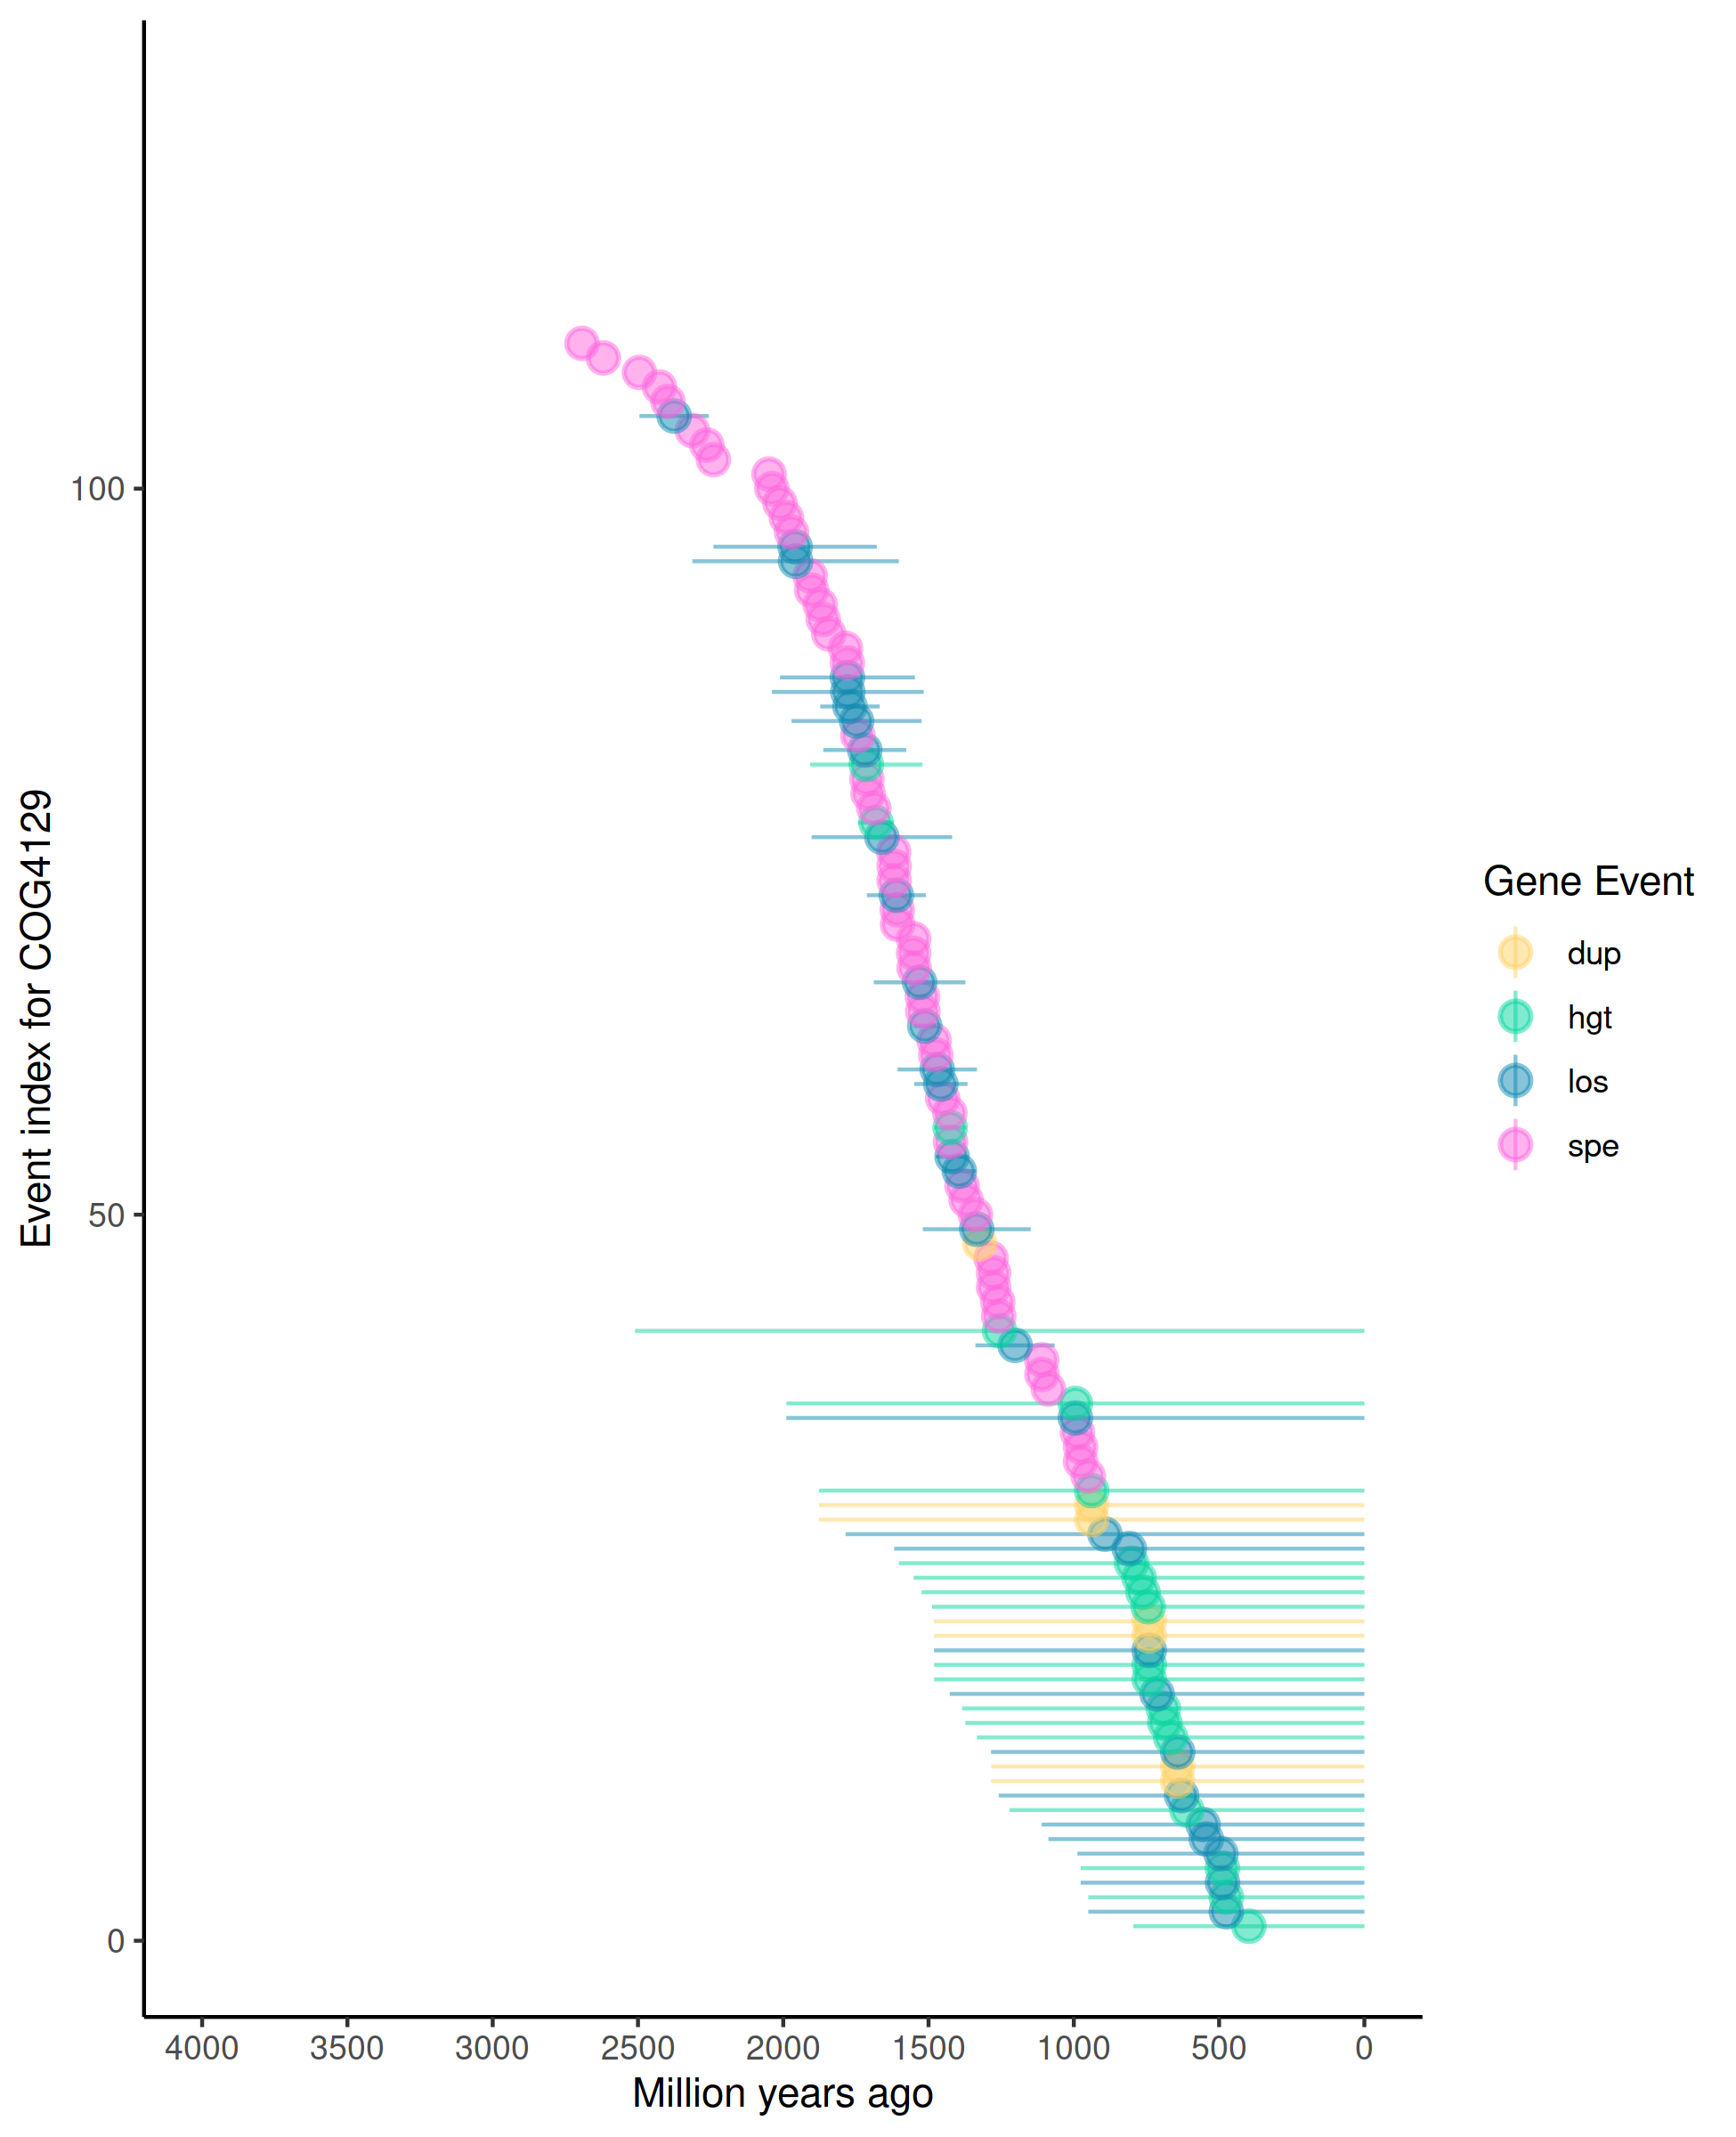 Event index for COG4129
100
50
0
4000 3500 3000 2500 2000 1500 1000 500 0
Million years ago
Gene Event
dup
hgt
los
spe